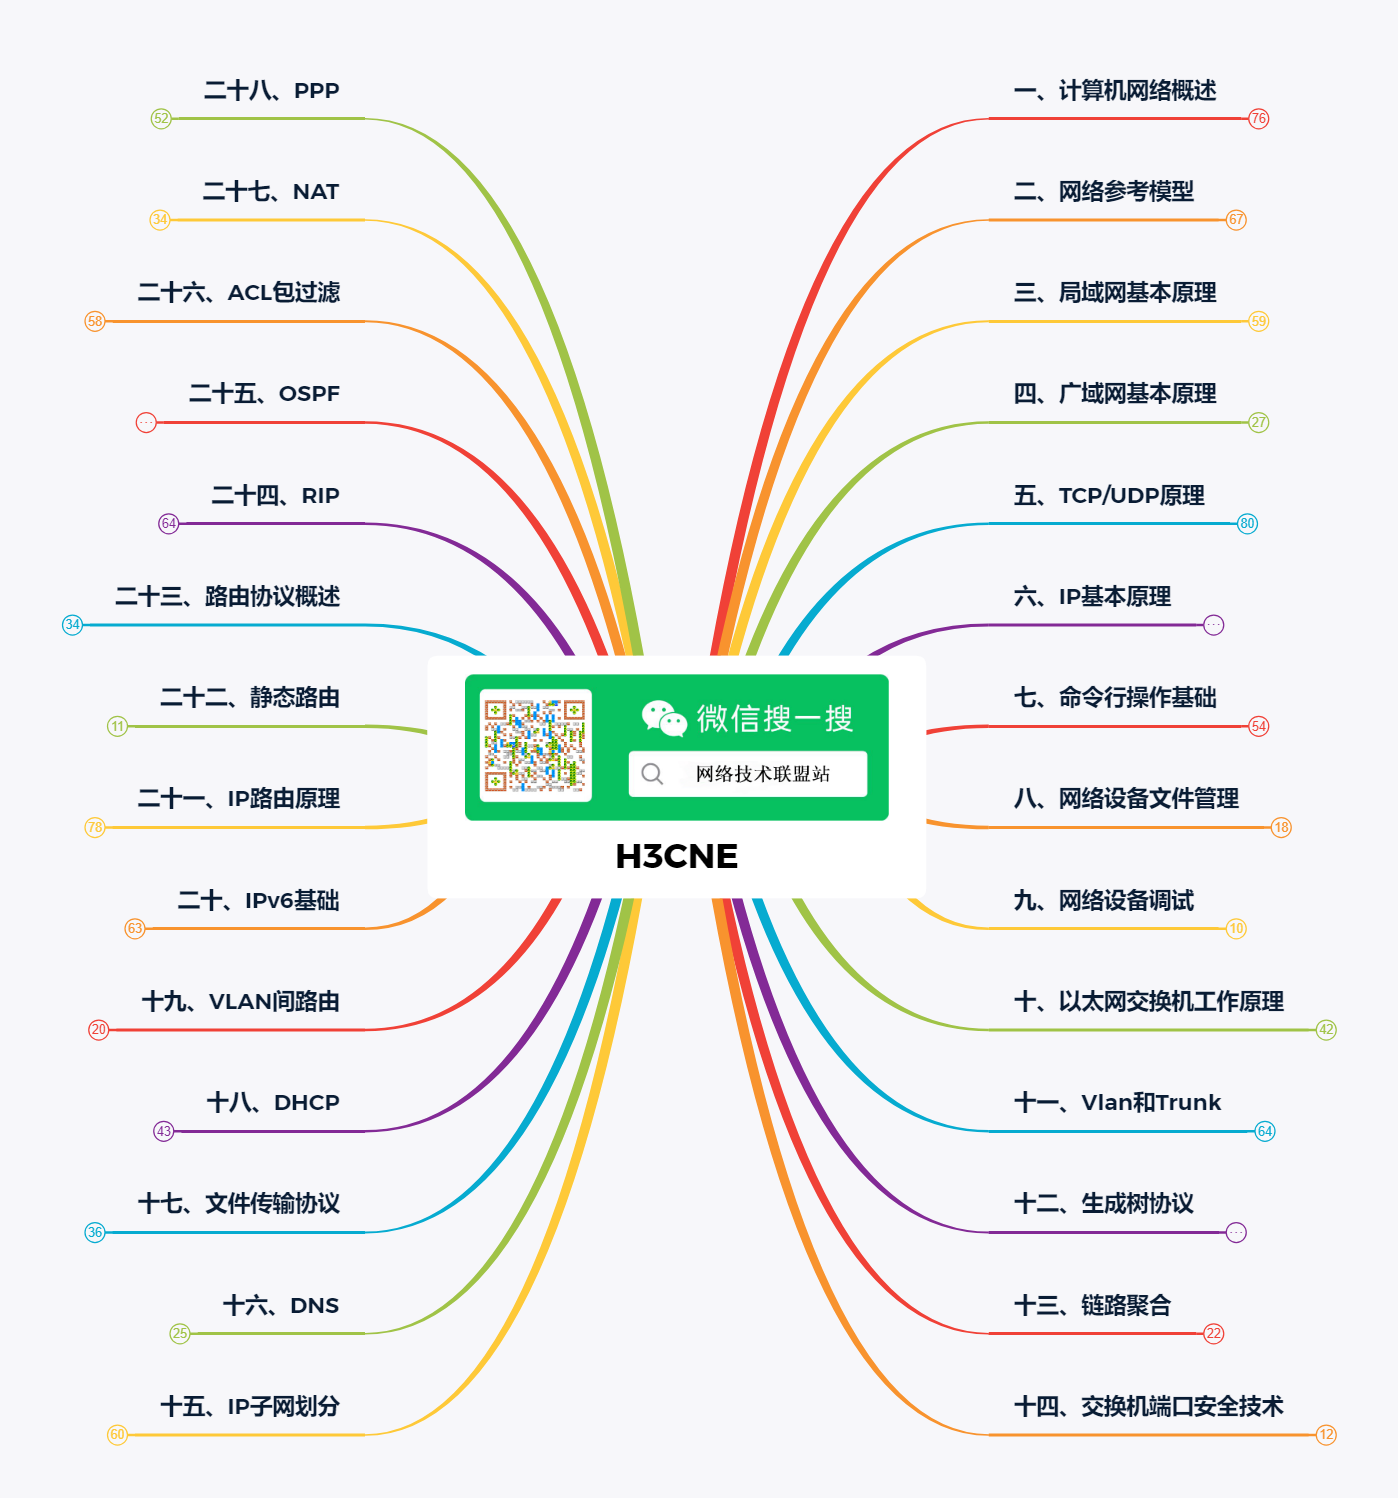 H3CNE
微信搜一搜
网络技术联盟站
一、计算机网络概述
76
二、网络参考模型
67
三、局域网基本原理
59
四、广域网基本原理
27
五、TCP/UDP原理
80
六、IP基本原理
...
七、命令行操作基础
54
八、网络设备文件管理
18
九、网络设备调试
10
十、以太网交换机工作原理
42
十一、Vlan和Trunk
64
十二、生成树协议
...
十三、链路聚合
22
十四、交换机端口安全技术
12
十五、IP子网划分
60
十六、DNS
25
十七、文件传输协议
36
十八、DHCP
43
十九、VLAN间路由
20
二十、IPv6基础
63
二十一、IP路由原理
78
二十二、静态路由
11
二十三、路由协议概述
34
二十四、RIP
64
二十五、OSPF
...
二十六、ACL包过滤
58
二十七、NAT
34
二十八、PPP
52